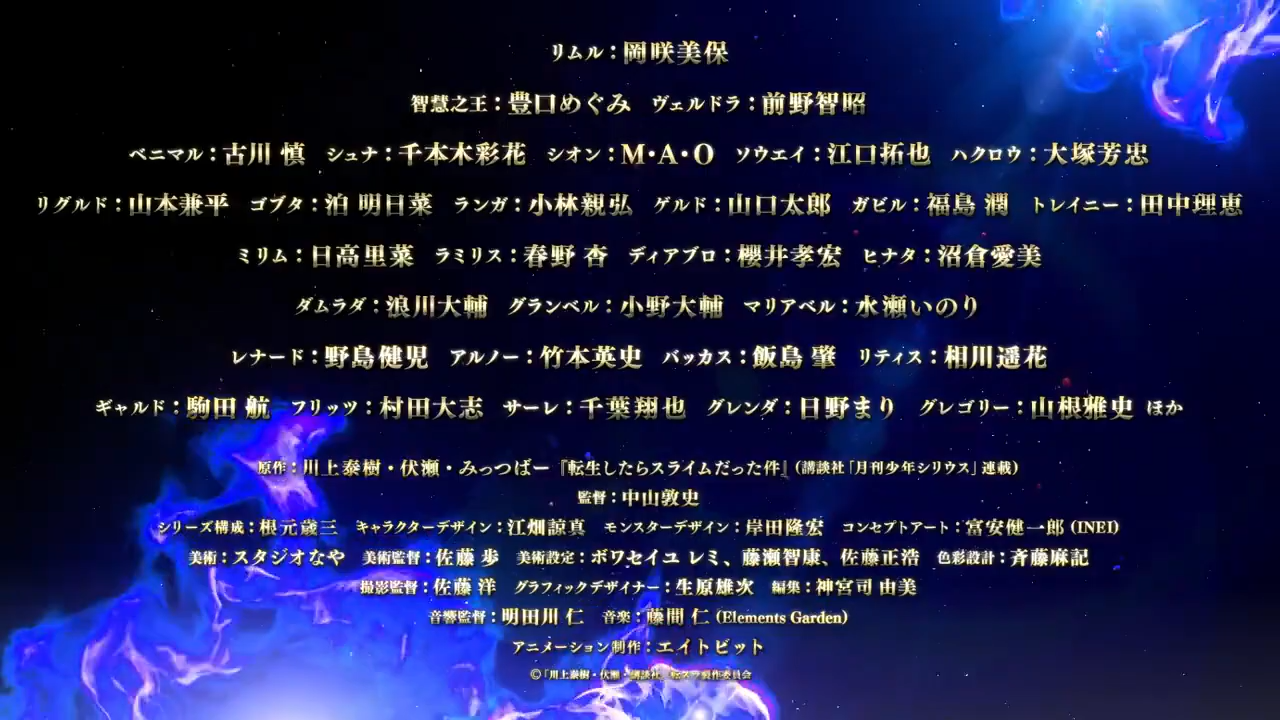 リムル：岡咲美保
智慧之王：豊口めぐみ ヴェルドラ：前野智昭
ベニマル：古川 慎 シュナ：千本木彩花 シオン：M・A・O ソウエイ：江口拓也 ハクロウ：大塚芳忠
リグルド：山本兼平 ゴブタ：泊 明日菜 ランガ：小林親弘 ゲルド：山口太郎 ガビル：福島 潤 トレイニー：田中理恵
ミリム：日高里菜 ラミリス：春野 杏 ディアブロ：櫻井孝宏 ヒナタ：沼倉愛美
ダムラダ：浪川大輔 グランベル：小野大輔 マリアベル：水瀬いのり
レナード：野島健児 アルノー：竹本英史 バッカス：飯島 肇 リティス：相川遥花
ギャルド：駒田 航 フリッツ：村田大志 サーレ：千葉翔也 グレンダ：日野まり グレゴリー：山根雅史 ほか
原作：川上泰樹・伏瀬・みっつばー『転生したらスライムだった件』（講談社「月刊少年シリウス」連載）
監督：中山敦史
シリーズ構成：根元歳三 キャラクターデザイン：江畑諒真 モンスターデザイン：岸田隆宏 コンセプトアート：富安健一郎（INEI）
美術：スタジオなや 美術監督：佐藤 歩 美術設定：ボワセイユ レミ、藤瀬智康、佐藤正浩 色彩設計：斉藤麻記
撮影監督：佐藤 洋 グラフィックデザイナー：生原雄次 編集：神宮司 由美
音響監督：明田川 仁 音楽：藤間 仁（Elements Garden）
アニメーション制作：エイトビット
©「川上泰樹・伏瀬・講談社／転スラ製作委員会